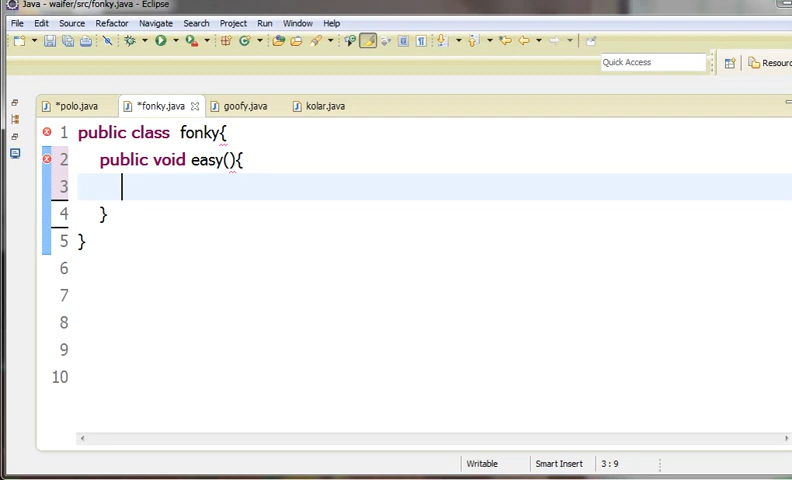 Java - waifer/src/fonky.java - Eclipse
File Edit Source Refactor Navigate Search Project Run Window Help
Quick Access
*polo.java *fonky.java goofy.java kolar.java
1 public class fonky{
2 public void easy(){
3
4 }
5 }
6
7
8
9
10
Writable Smart Insert 3 : 9